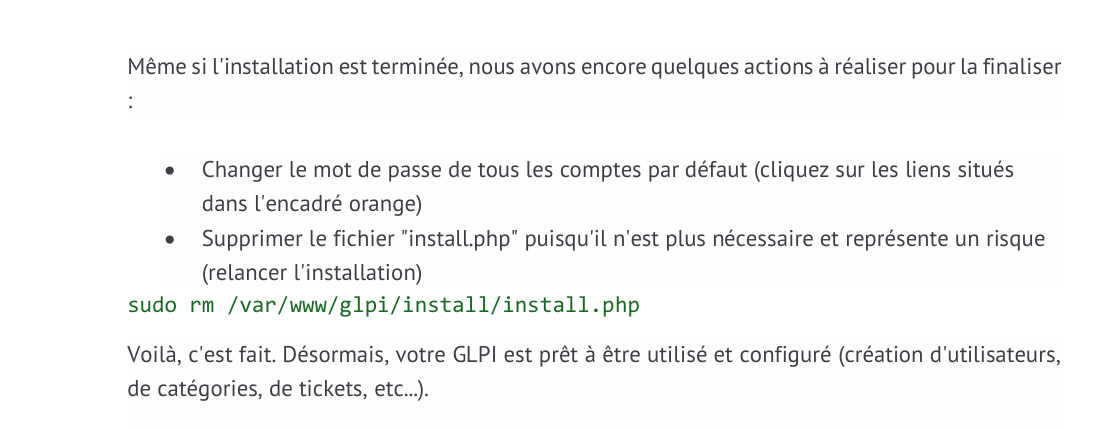 Même si l'installation est terminée, nous avons encore quelques actions à réaliser pour la finaliser
:
• Changer le mot de passe de tous les comptes par défaut (cliquez sur les liens situés
dans l'encadré orange)
• Supprimer le fichier "install.php" puisqu'il n'est plus nécessaire et représente un risque
(relancer l'installation)
sudo rm /var/www/glpi/install/install.php
Voilà, c'est fait. Désormais, votre GLPI est prêt à être utilisé et configuré (création d'utilisateurs,
de catégories, de tickets, etc...).